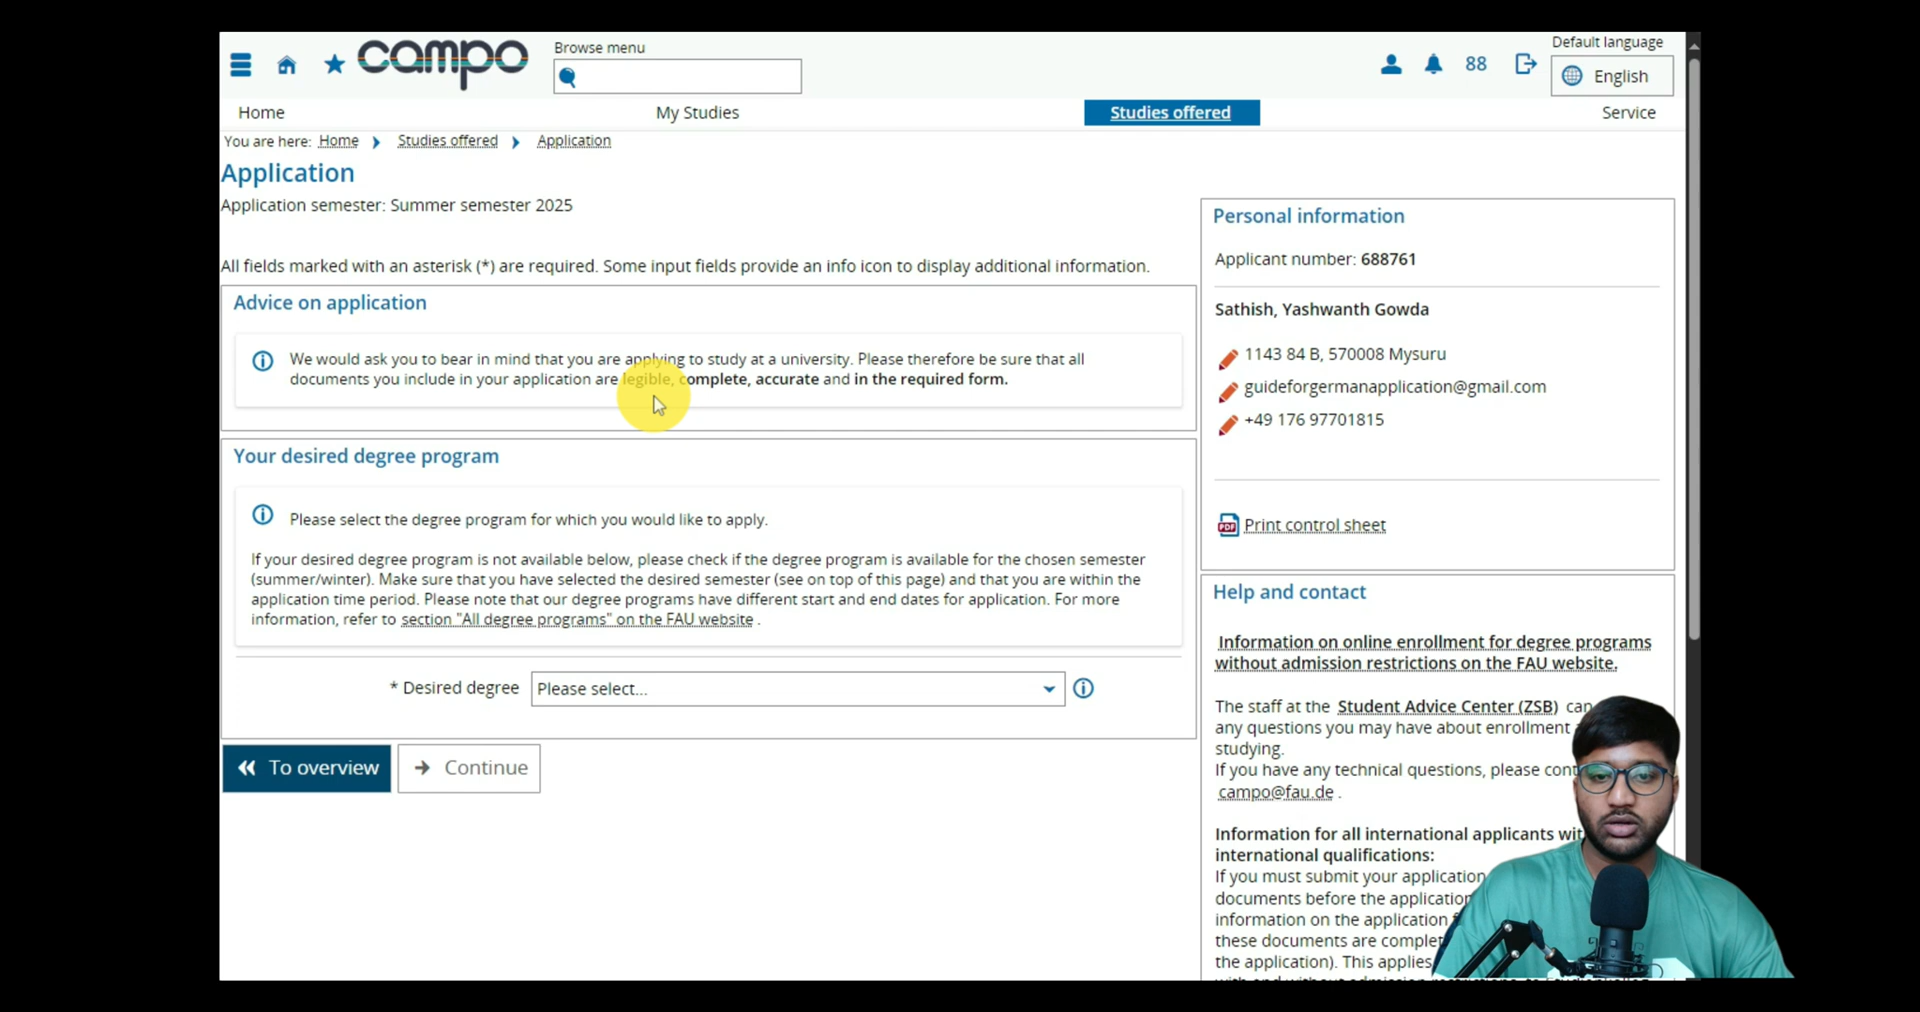 campo
Browse menu
88
Default language
English
Home
My Studies
Studies offered
Service
You are here: Home Studies offered Application
Application
Application semester: Summer semester 2025
All fields marked with an asterisk (*) are required. Some input fields provide an info icon to display additional information.
Advice on application
We would ask you to bear in mind that you are applying to study at a university. Please therefore be sure that all
documents you include in your application are legible, complete, accurate and in the required form.
Your desired degree program
Please select the degree program for which you would like to apply.
If your desired degree program is not available below, please check if the degree program is available for the chosen semester
(summer/winter). Make sure that you have selected the desired semester (see on top of this page) and that you are within the
application time period. Please note that our degree programs have different start and end dates for application. For more
information, refer to section "All degree programs" on the FAU website .
* Desired degree
Please select...
To overview
Continue
Personal information
Applicant number: 688761
Sathish, Yashwanth Gowda
1143 84 B, 570008 Mysuru
guideforgermanapplication@gmail.com
+49 176 97701815
PDF
Print control sheet
Help and contact
Information on online enrollment for degree programs
without admission restrictions on the FAU website.
The staff at the Student Advice Center (ZSB) can
any questions you may have about enrollment
studying.
If you have any technical questions, please cont
campo@fau.de .
Information for all international applicants wit
international qualifications:
If you must submit your application
documents before the application
information on the application
these documents are complet
the application). This applies